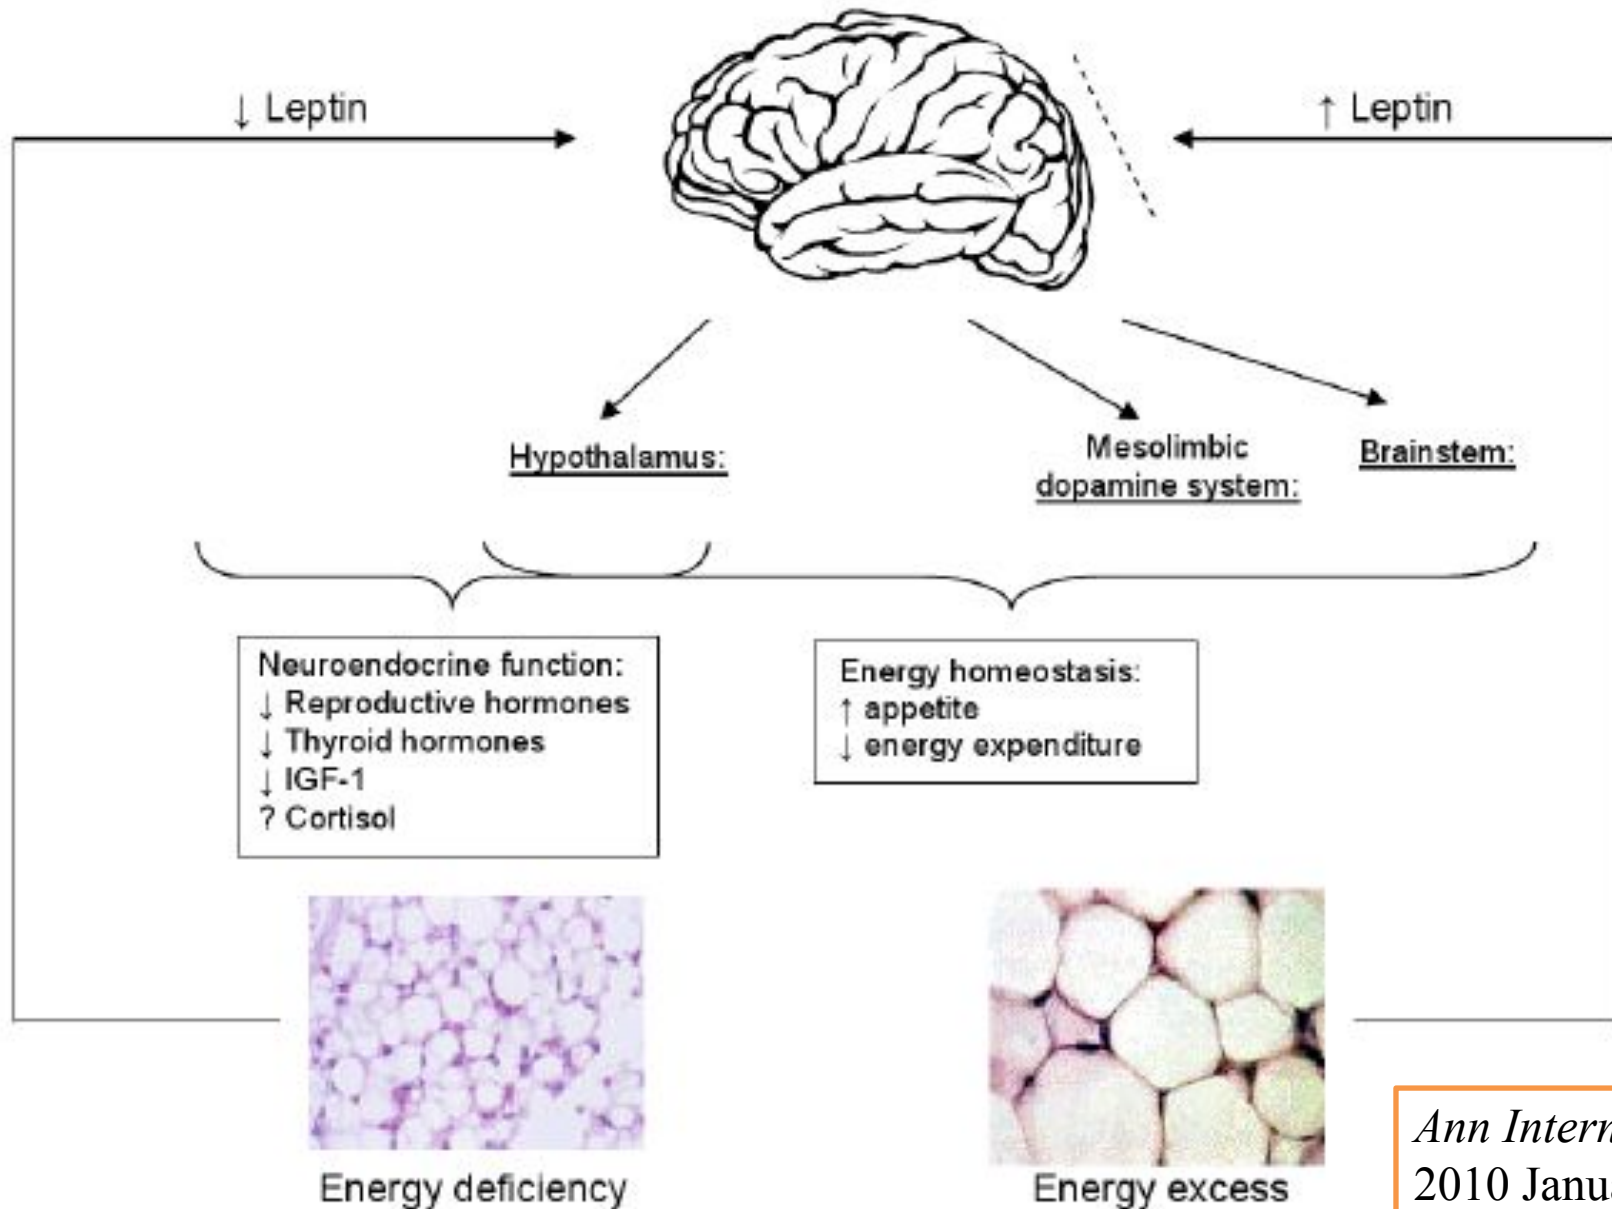 ↓ Leptin
↑ Leptin
Hypothalamus:
Mesolimbic
dopamine system:
Brainstem:
Neuroendocrine function:
↓ Reproductive hormones
↓ Thyroid hormones
↓ IGF-1
? Cortisol
Energy homeostasis:
↑ appetite
↓ energy expenditure
Energy deficiency
Energy excess
Ann Intern
2010 Janua